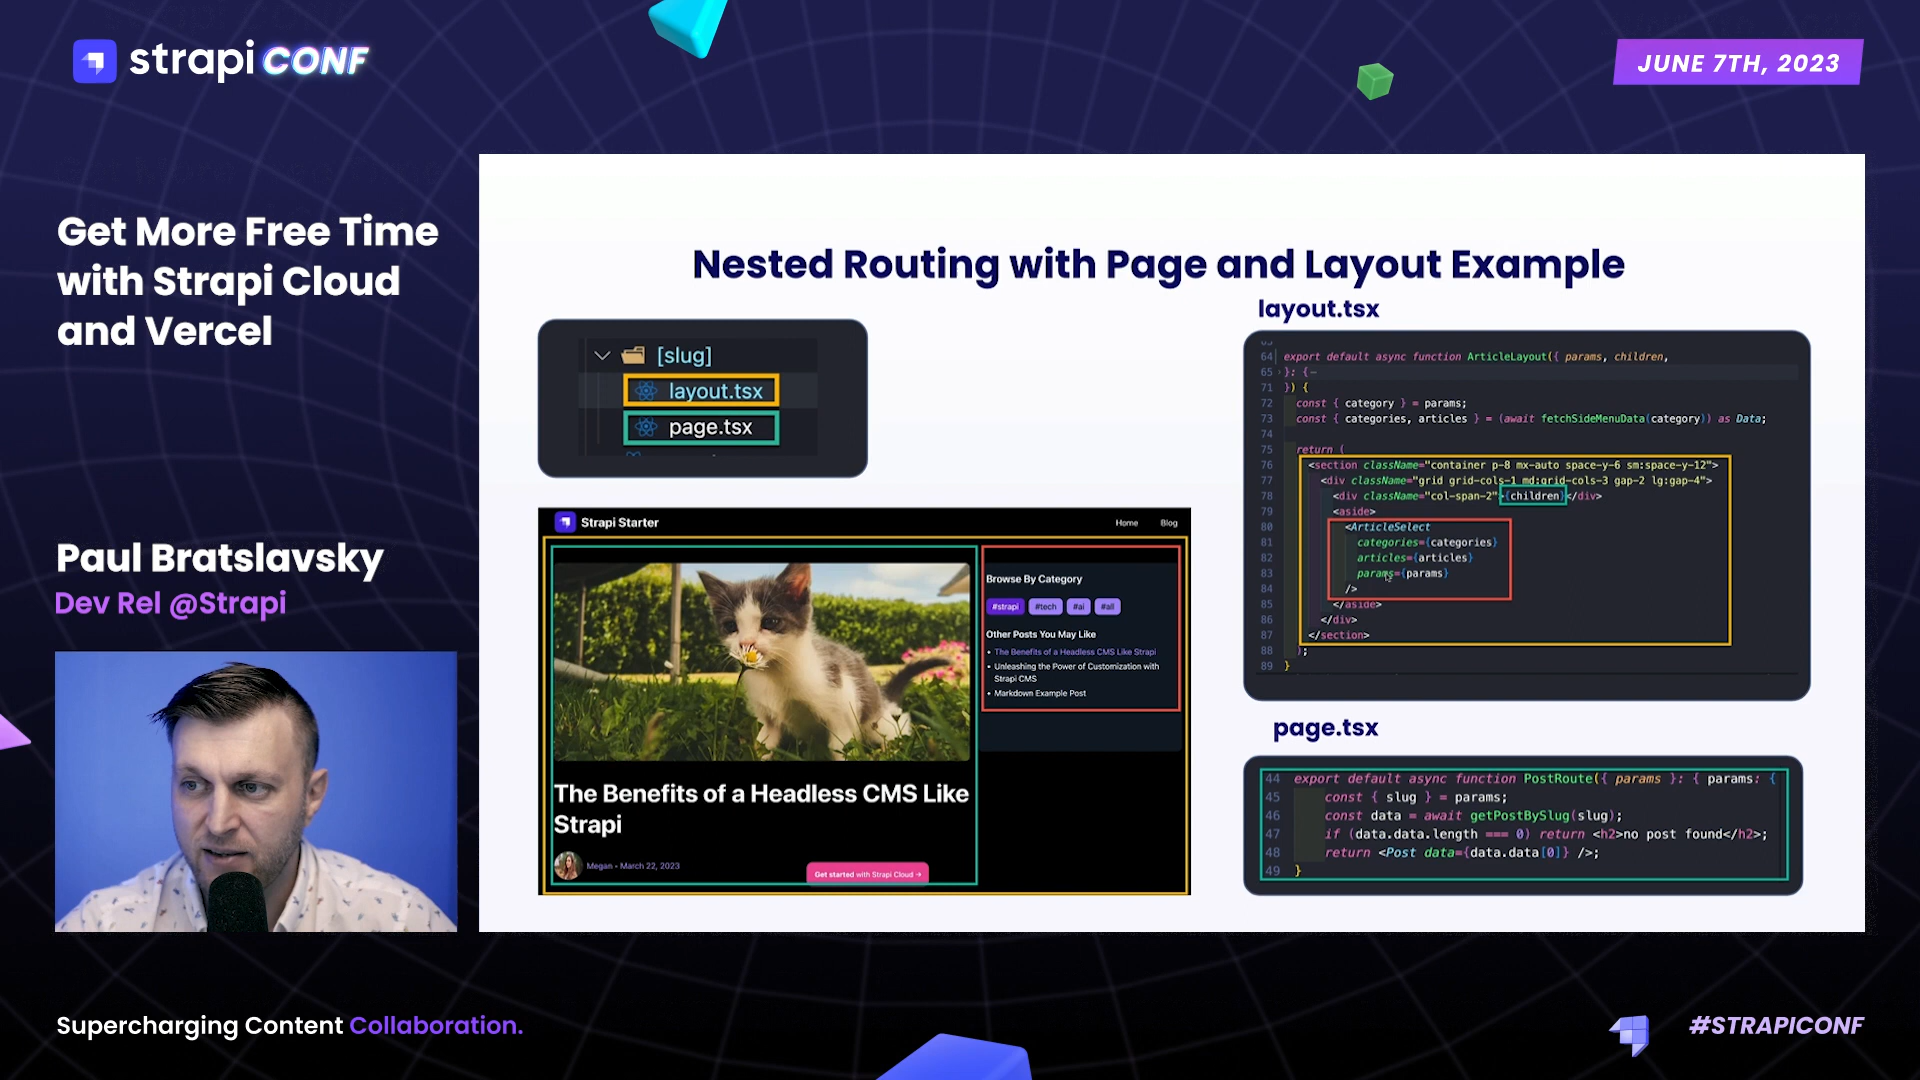 strapi CONF
JUNE 7TH, 2023
Get More Free Time
with Strapi Cloud
and Vercel
Paul Bratslavsky
Dev Rel @Strapi
Nested Routing with Page and Layout Example
[slug]
layout.tsx
page.tsx
Strapi Starter
Home
Blog
The Benefits of a Headless CMS Like
Strapi
Megan - March 22, 2023
Get started with Strapi Cloud →
Browse By Category
#strapi
#tech
#ai
#all
Other Posts You May Like
• The Benefits of a Headless CMS Like Strapi
• Unleashing the Power of Customization with
Strapi CMS
• Markdown Example Post
layout.tsx
64 export default async function ArticleLayout({ params, children,
65 }: {
71 }) {
72 const { category } = params;
73 const { categories, articles } = (await fetchSideMenuData(category)) as Data;
74
75 return (
76 <section className="container p-8 mx-auto space-y-6 sm:space-y-12">
77 <div className="grid grid-cols-1 md:grid-cols-3 gap-2 lg:gap-4">
78 <div className="col-span-2">{children}</div>
79 <aside>
80 <ArticleSelect
81 categories={categories}
82 articles={articles}
83 params={params}
84 />
85 </aside>
86 </div>
87 </section>
88 );
89 }
page.tsx
44 export default async function PostRoute({ params }: { params: {
45 const { slug } = params;
46 const data = await getPostBySlug(slug);
47 if (data.data.length === 0) return <h2>no post found</h2>;
48 return <Post data={data.data[0]} />;
49 }
Supercharging Content Collaboration.
#STRAPICONF